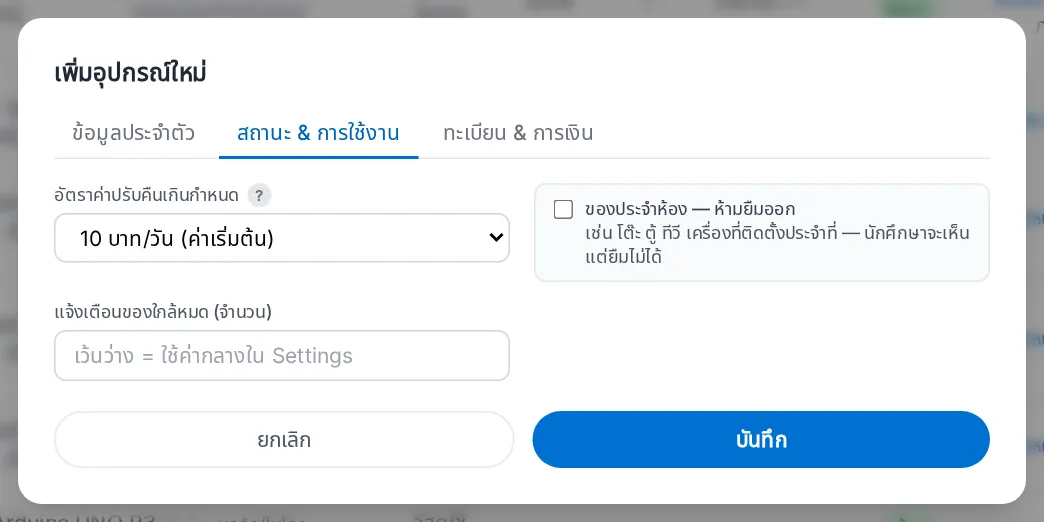 เพิ่มอุปกรณ์ใหม่
ข้อมูลประจำตัว
สถานะ & การใช้งาน
ทะเบียน & การเงิน
อัตราค่าปรับคืนเกินกำหนด ?
10 บาท/วัน (ค่าเริ่มต้น)
ของประจำห้อง — ห้ามยืมออก
เช่น โต๊ะ ตู้ ทีวี เครื่องที่ติดตั้งประจำที่ — นักศึกษาจะเห็น
แต่ยืมไม่ได้
แจ้งเตือนของใกล้หมด (จำนวน)
เว้นว่าง = ใช้ค่ากลางใน Settings
ยกเลิก
บันทึก